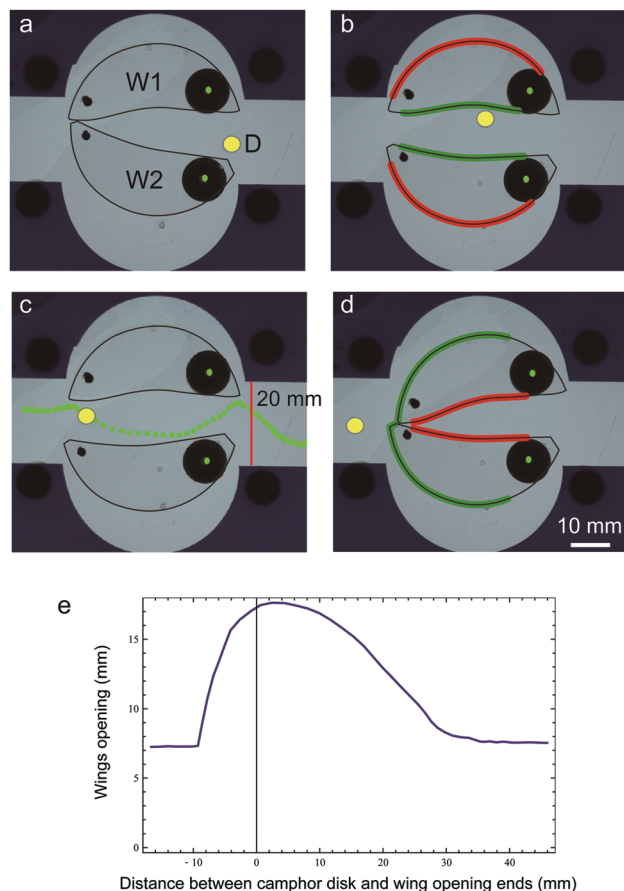 a
W1
W2
D
b
c
20 mm
d
10 mm
e
Wings opening (mm)
15
10
5
0
- 10
0
10
20
30
40
Distance between camphor disk and wing opening ends (mm)